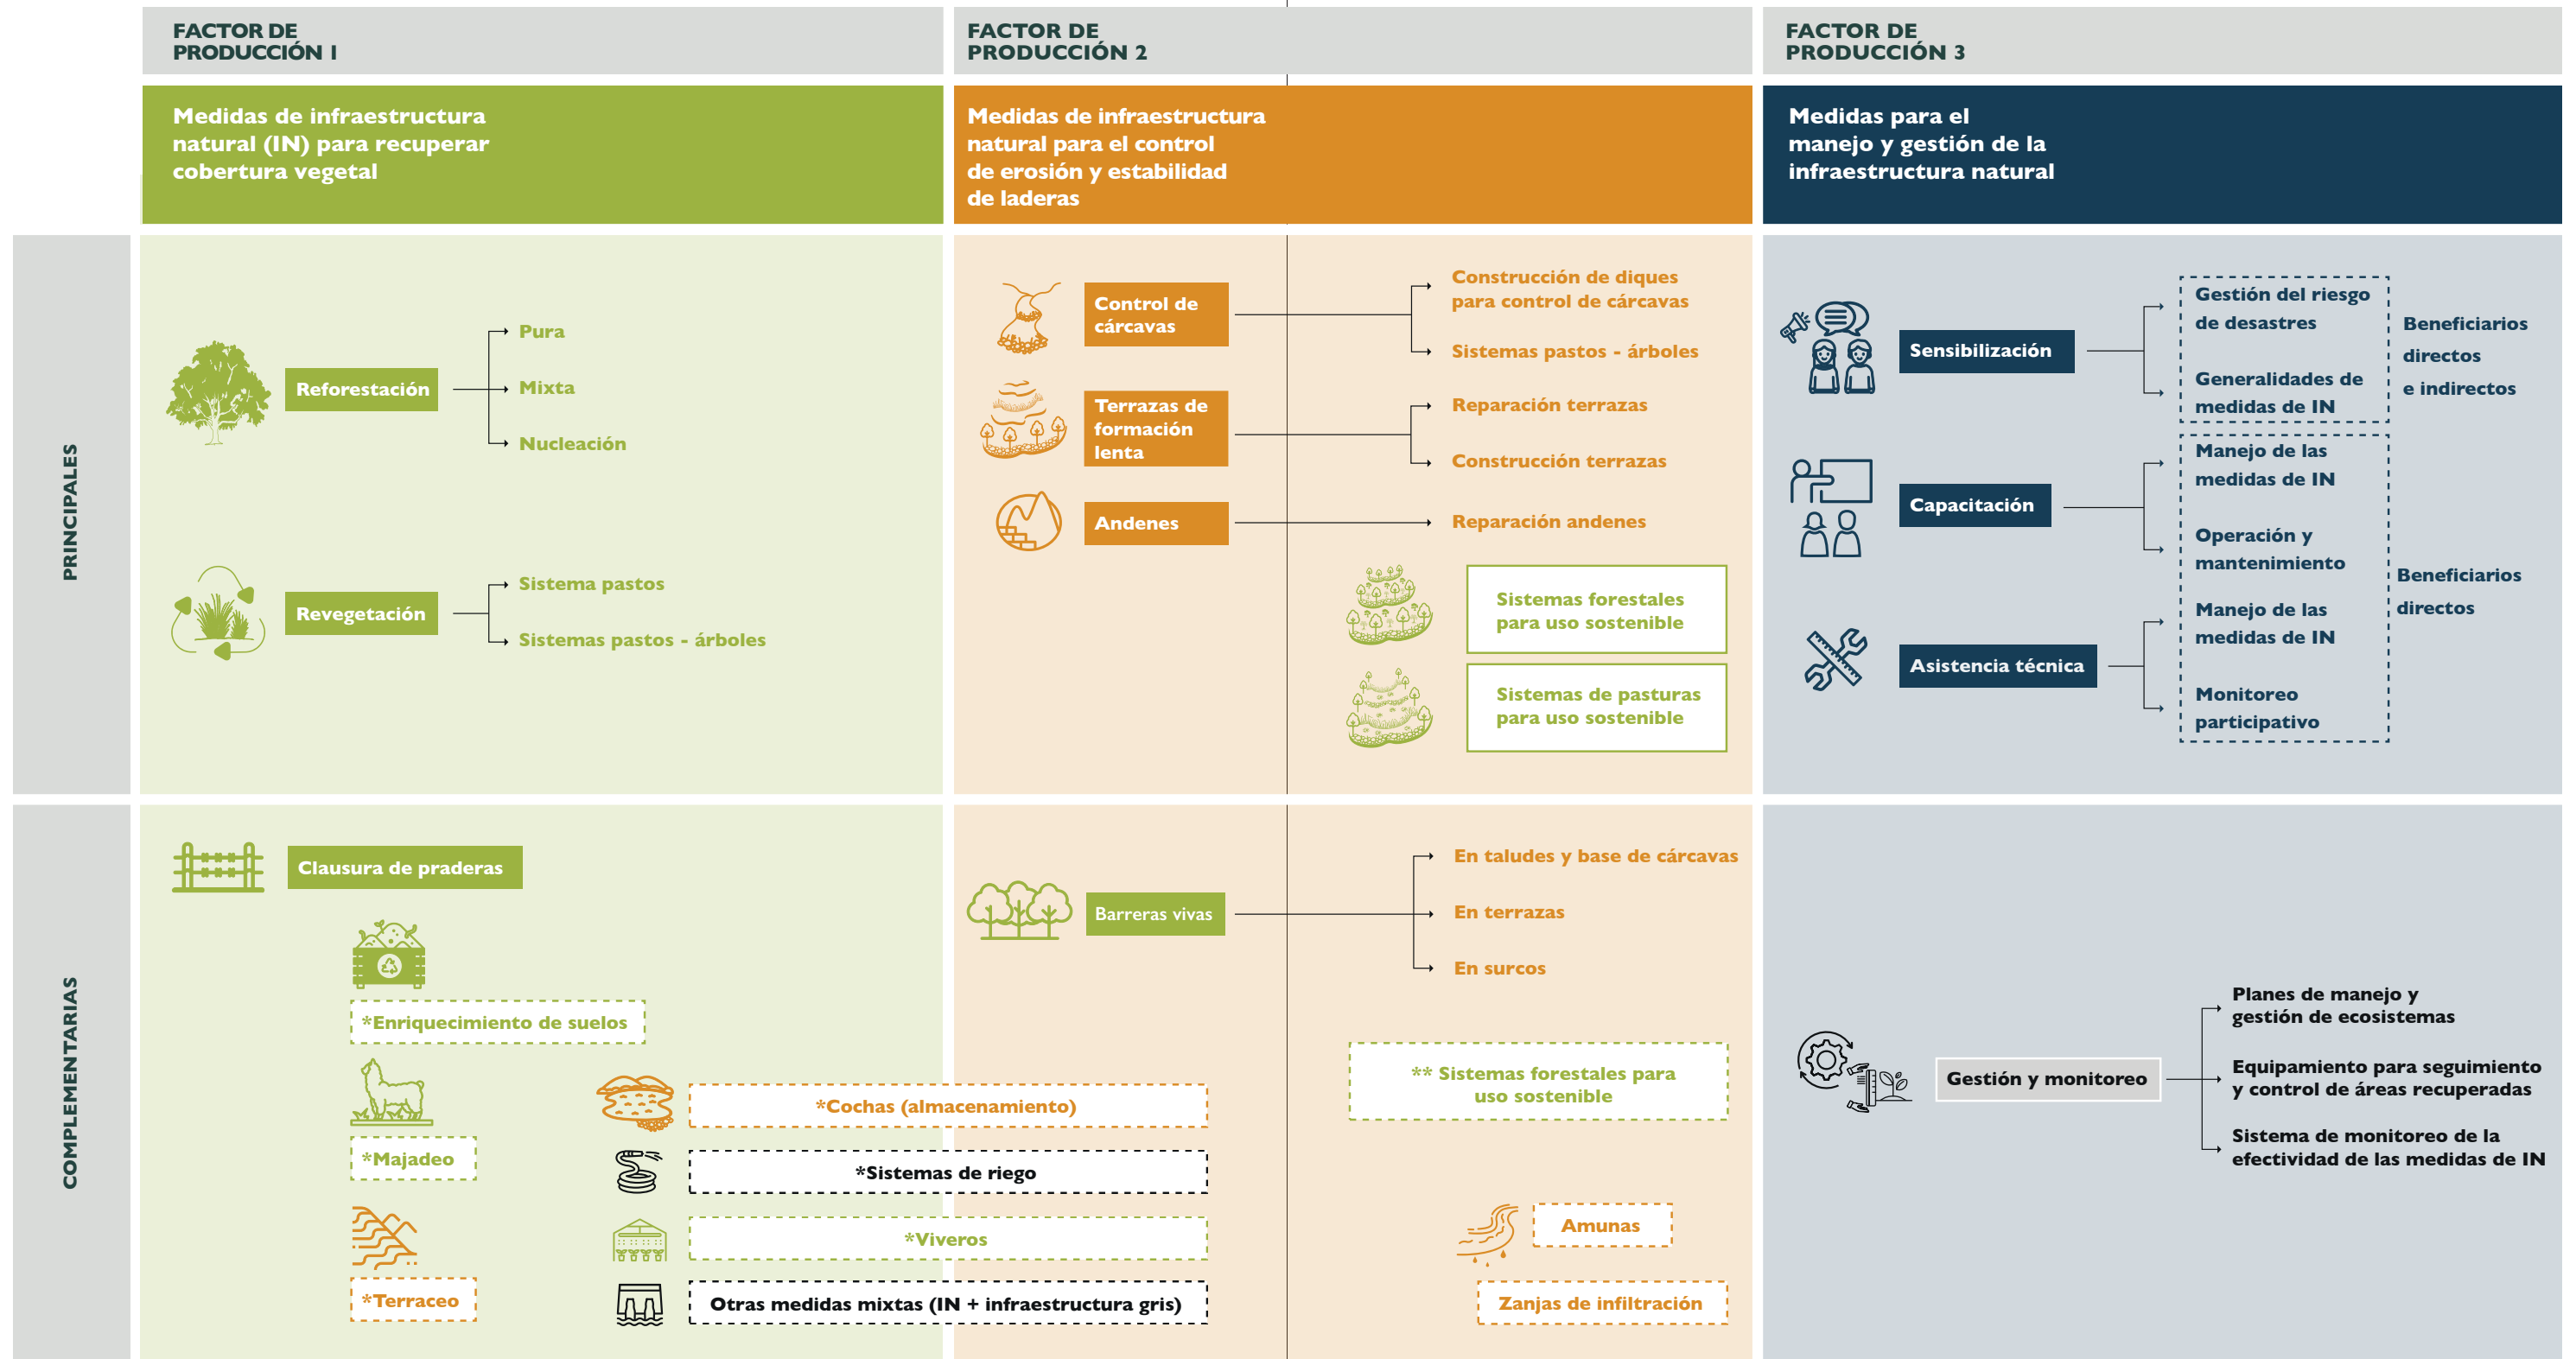 FACTOR DE
PRODUCCIÓN 1
FACTOR DE
PRODUCCIÓN 2
FACTOR DE
PRODUCCIÓN 3
Medidas de infraestructura
natural (IN) para recuperar
cobertura vegetal
Medidas de infraestructura
natural para el control
de erosión y estabilidad
de laderas
Medidas para el
manejo y gestión de la
infraestructura natural
PRINCIPALES
Reforestación
Pura
Mixta
Nucleación
Revegetación
Sistema pastos
Sistemas pastos - árboles
Control de
cárcavas
Construcción de diques
para control de cárcavas
Sistemas pastos - árboles
Terrazas de
formación
lenta
Reparación terrazas
Construcción terrazas
Andenes
Reparación andenes
Sistemas forestales
para uso sostenible
Sistemas de pasturas
para uso sostenible
Sensibilización
Gestión del riesgo
de desastres
Generalidades de
medidas de IN
Beneficiarios
directos
e indirectos
Capacitación
Manejo de las
medidas de IN
Operación y
mantenimiento
Asistencia técnica
Manejo de las
medidas de IN
Monitoreo
participativo
Beneficiarios
directos
COMPLEMENTARIAS
Clausura de praderas
*Enriquecimiento de suelos
*Majadeo
*Terraceo
*Cochas (almacenamiento)
*Sistemas de riego
*Viveros
Otras medidas mixtas (IN + infraestructura gris)
Barreras vivas
En taludes y base de cárcavas
En terrazas
En surcos
** Sistemas forestales para
uso sostenible
Amunas
Zanjas de infiltración
Gestión y monitoreo
Planes de manejo y
gestión de ecosistemas
Equipamiento para seguimiento
y control de áreas recuperadas
Sistema de monitoreo de la
efectividad de las medidas de IN